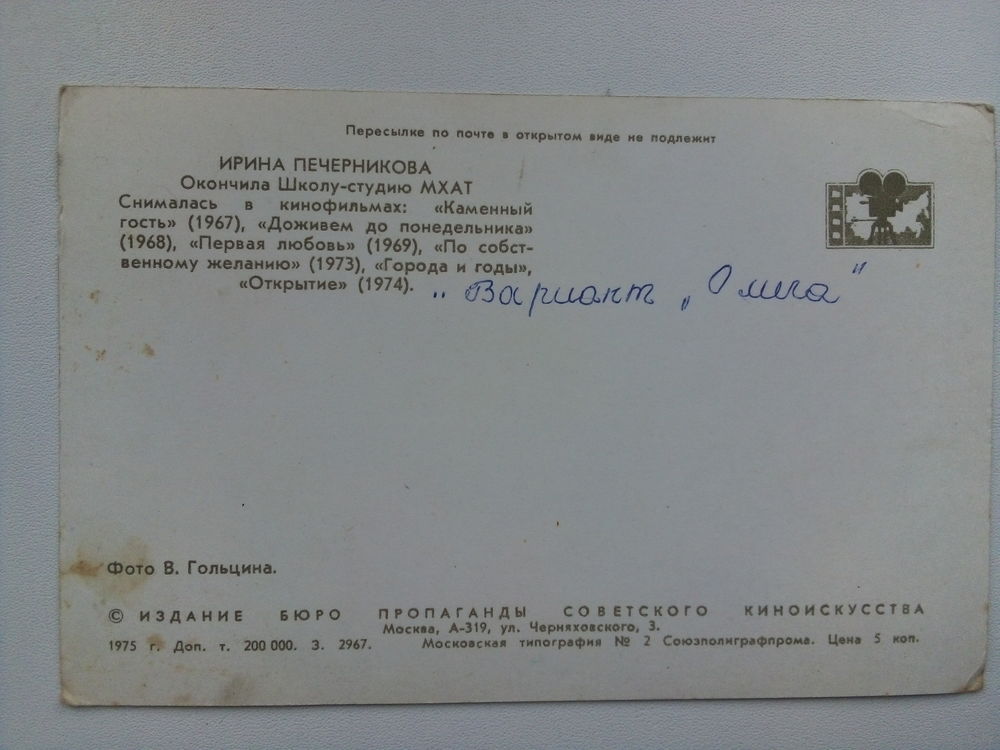 Пересылке по почте в открытом виде не подлежит
ИРИНА ПЕЧЕРНИКОВА
Окончила Школу-студию МХАТ
Снималась в кинофильмах: «Каменный
гость» (1967), «Доживем до понедельника»
(1968), «Первая любовь» (1969), «По собст-
венному желанию» (1973), «Города и годы»,
«Открытие» (1974). „ Вариант „Омега”
Фото В. Гольцина.
© ИЗДАНИЕ БЮРО ПРОПАГАНДЫ СОВЕТСКОГО КИНОИСКУССТВА
Москва, А-319, ул. Черняховского, 3.
1975 г. Доп. т. 200 000. З. 2967. Московская типография № 2 Союзполиграфпрома. Цена 5 коп.